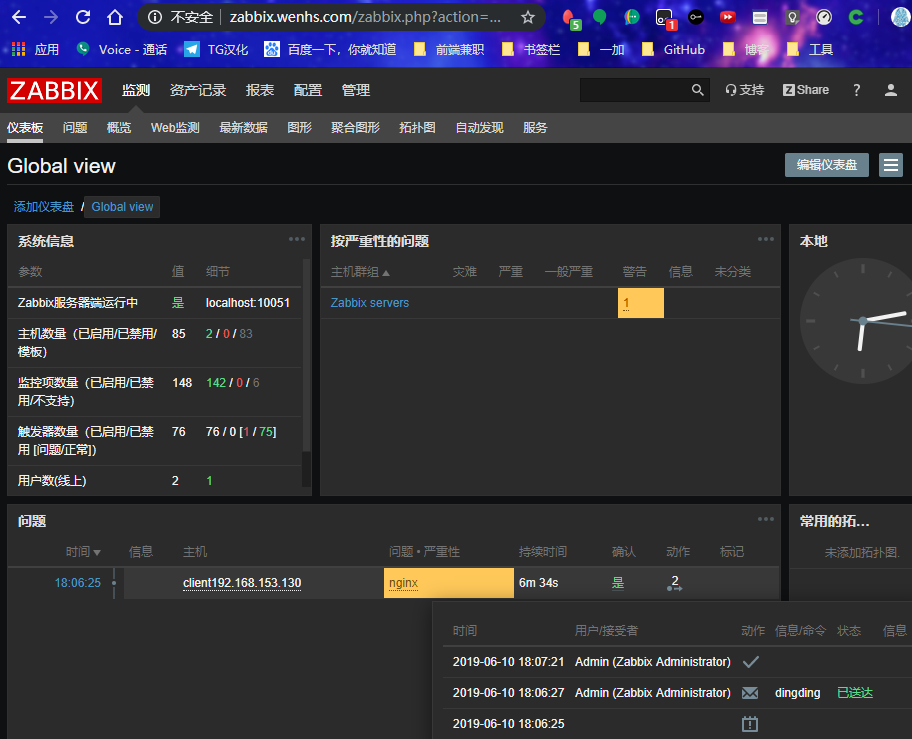 不安全 zabbix.wenhs.com/zabbix.php?action=...
5 1
应用 Voice - 通话 TG汉化 百度一下,你就知道 前端兼职 书签栏 一加 GitHub 博客 工具
ZABBIX 监测 资产记录 报表 配置 管理 支持 Z Share ?
仪表板 问题 概览 Web监测 最新数据 图形 聚合图形 拓扑图 自动发现 服务
Global view 编辑仪表盘
添加仪表盘 / Global view
系统信息
参数 值 细节
Zabbix服务器端运行中 是 localhost:10051
主机数量(已启用/已禁用/模板) 85 2 / 0 / 83
监控项数量(已启用/已禁用/不支持) 148 142 / 0 / 6
触发器数量(已启用/已禁用 [问题/正常]) 76 76 / 0 [1 / 75]
用户数(线上) 2 1
按严重性的问题
主机群组 灾难 严重 一般严重 警告 信息 未分类
Zabbix servers 1
本地
问题
时间 信息 主机 问题 • 严重性 持续时间 确认 动作 标记
18:06:25 client192.168.153.130 nginx 6m 34s 是 2
常用的拓...
未添加拓扑图.
时间 用户/接受者 动作 信息/命令 状态 信息
2019-06-10 18:07:21 Admin (Zabbix Administrator)
2019-06-10 18:06:27 Admin (Zabbix Administrator) dingding 已送达
2019-06-10 18:06:25